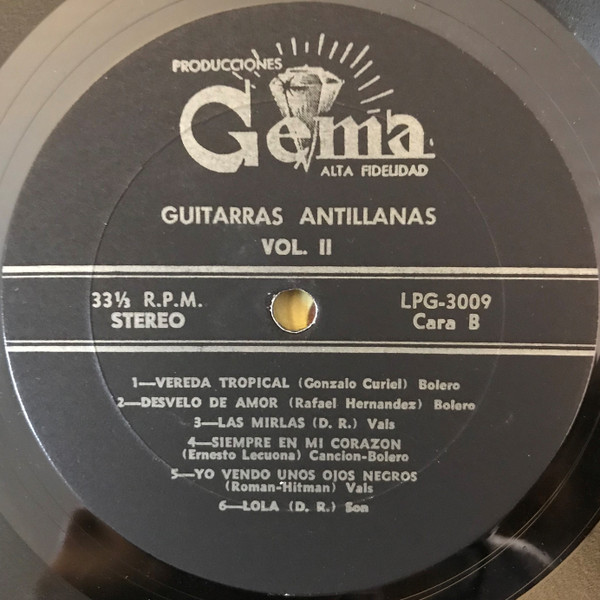 PRODUCCIONES
Gema
ALTA FIDELIDAD
GUITARRAS ANTILLANAS
VOL. II
33⅓ R.P.M.
STEREO
LPG-3009
Cara B
1—VEREDA TROPICAL (Gonzalo Curiel) Bolero
2—DESVELO DE AMOR (Rafael Hernandez) Bolero
3—LAS MIRLAS (D. R.) Vals
4—SIEMPRE EN MI CORAZON
(Ernesto Lecuona) Cancion-Bolero
5—YO VENDO UNOS OJOS NEGROS
(Roman-Hitman) Vals
6—LOLA (D. R.) Son